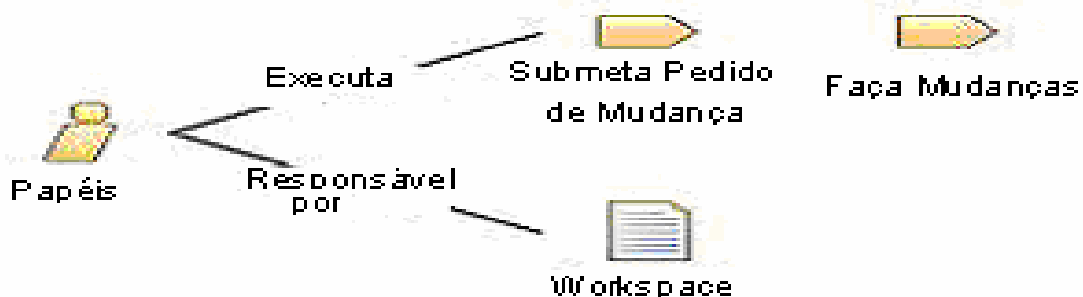 Executa
Submeta Pedido
de Mudança
Faça Mudanças
Papéis
Responsável
por
Workspace